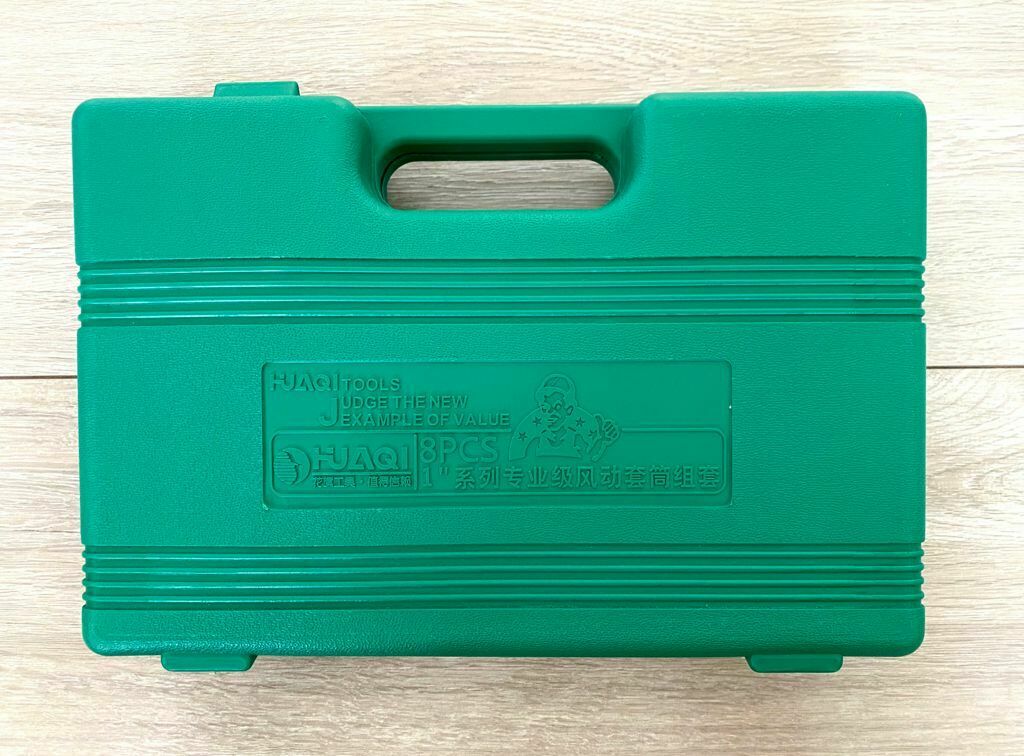 HUAQI TOOLS
JUDGE THE NEW
EXAMPLE OF VALUE
HUAQI
8PCS
1"系列专业级风动套筒组套